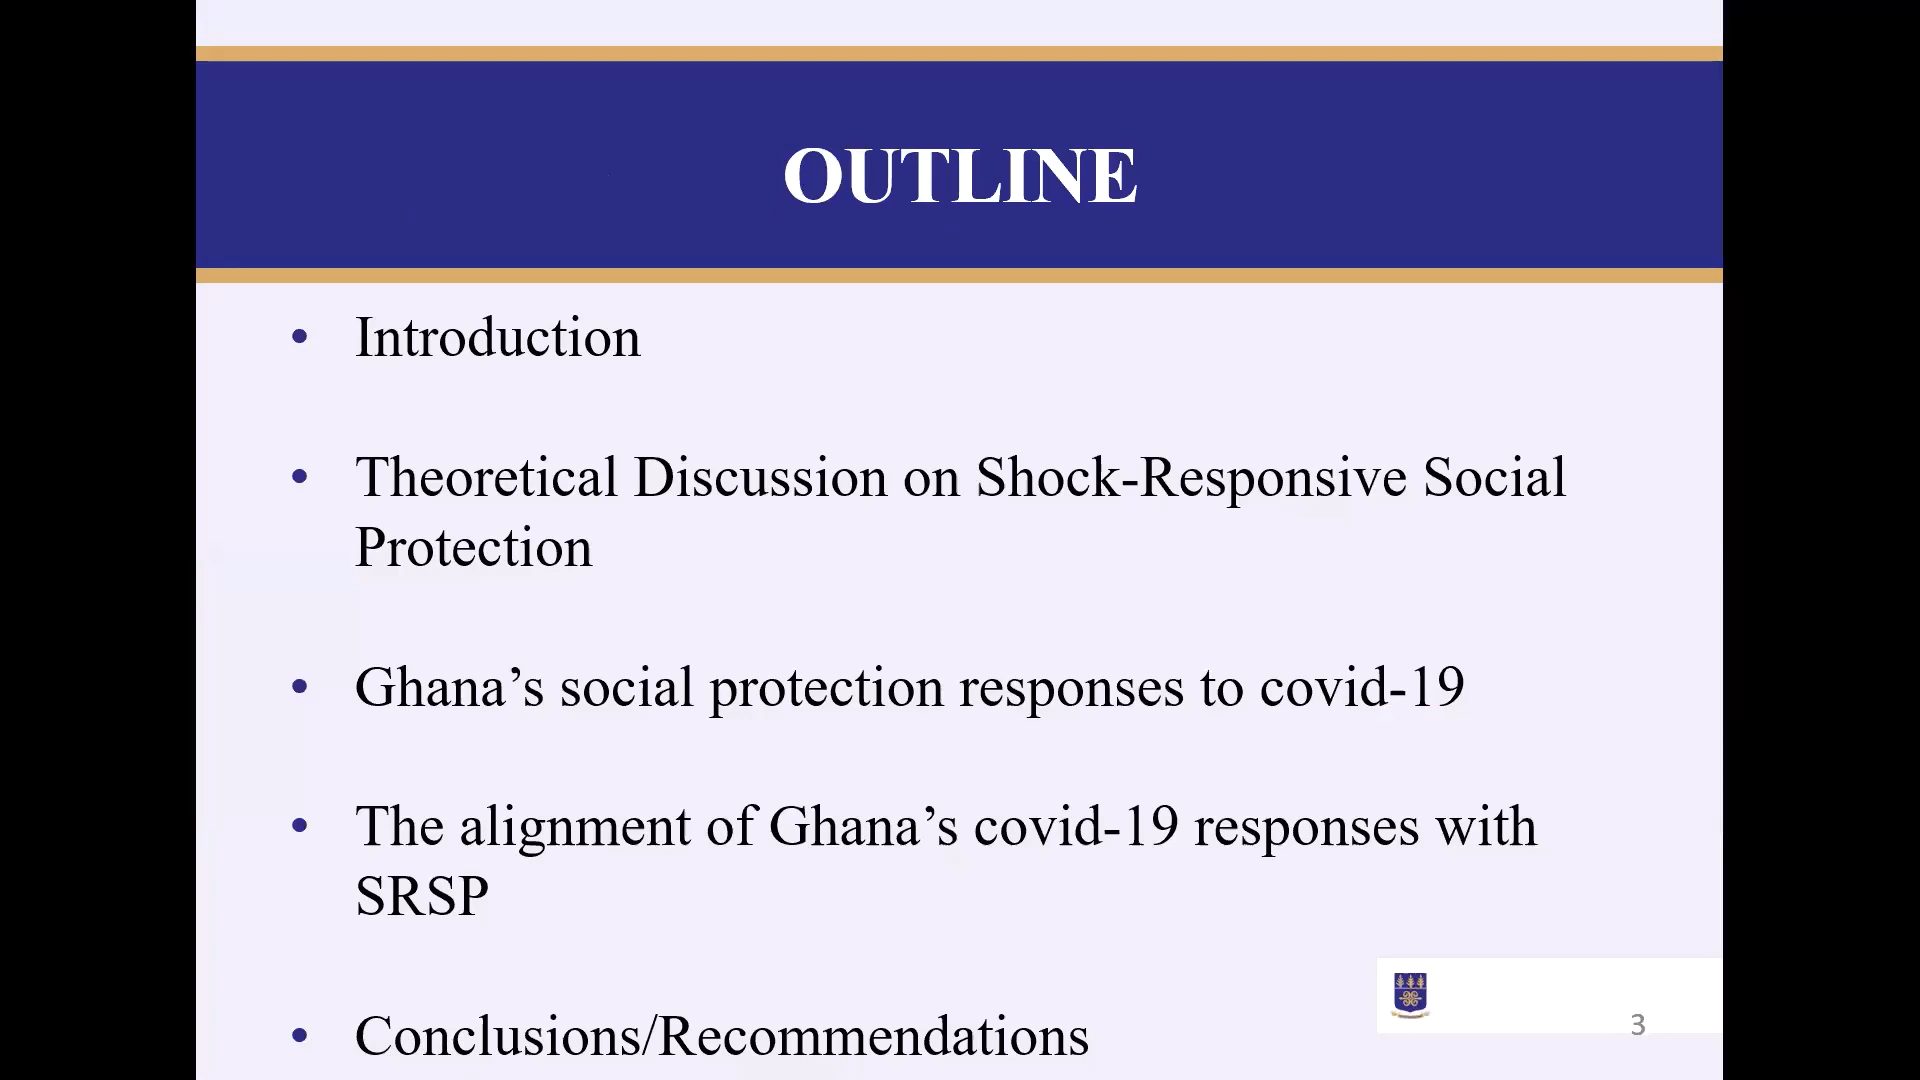 OUTLINE
• Introduction
• Theoretical Discussion on Shock-Responsive Social
Protection
• Ghana’s social protection responses to covid-19
• The alignment of Ghana’s covid-19 responses with
SRSP
• Conclusions/Recommendations
3